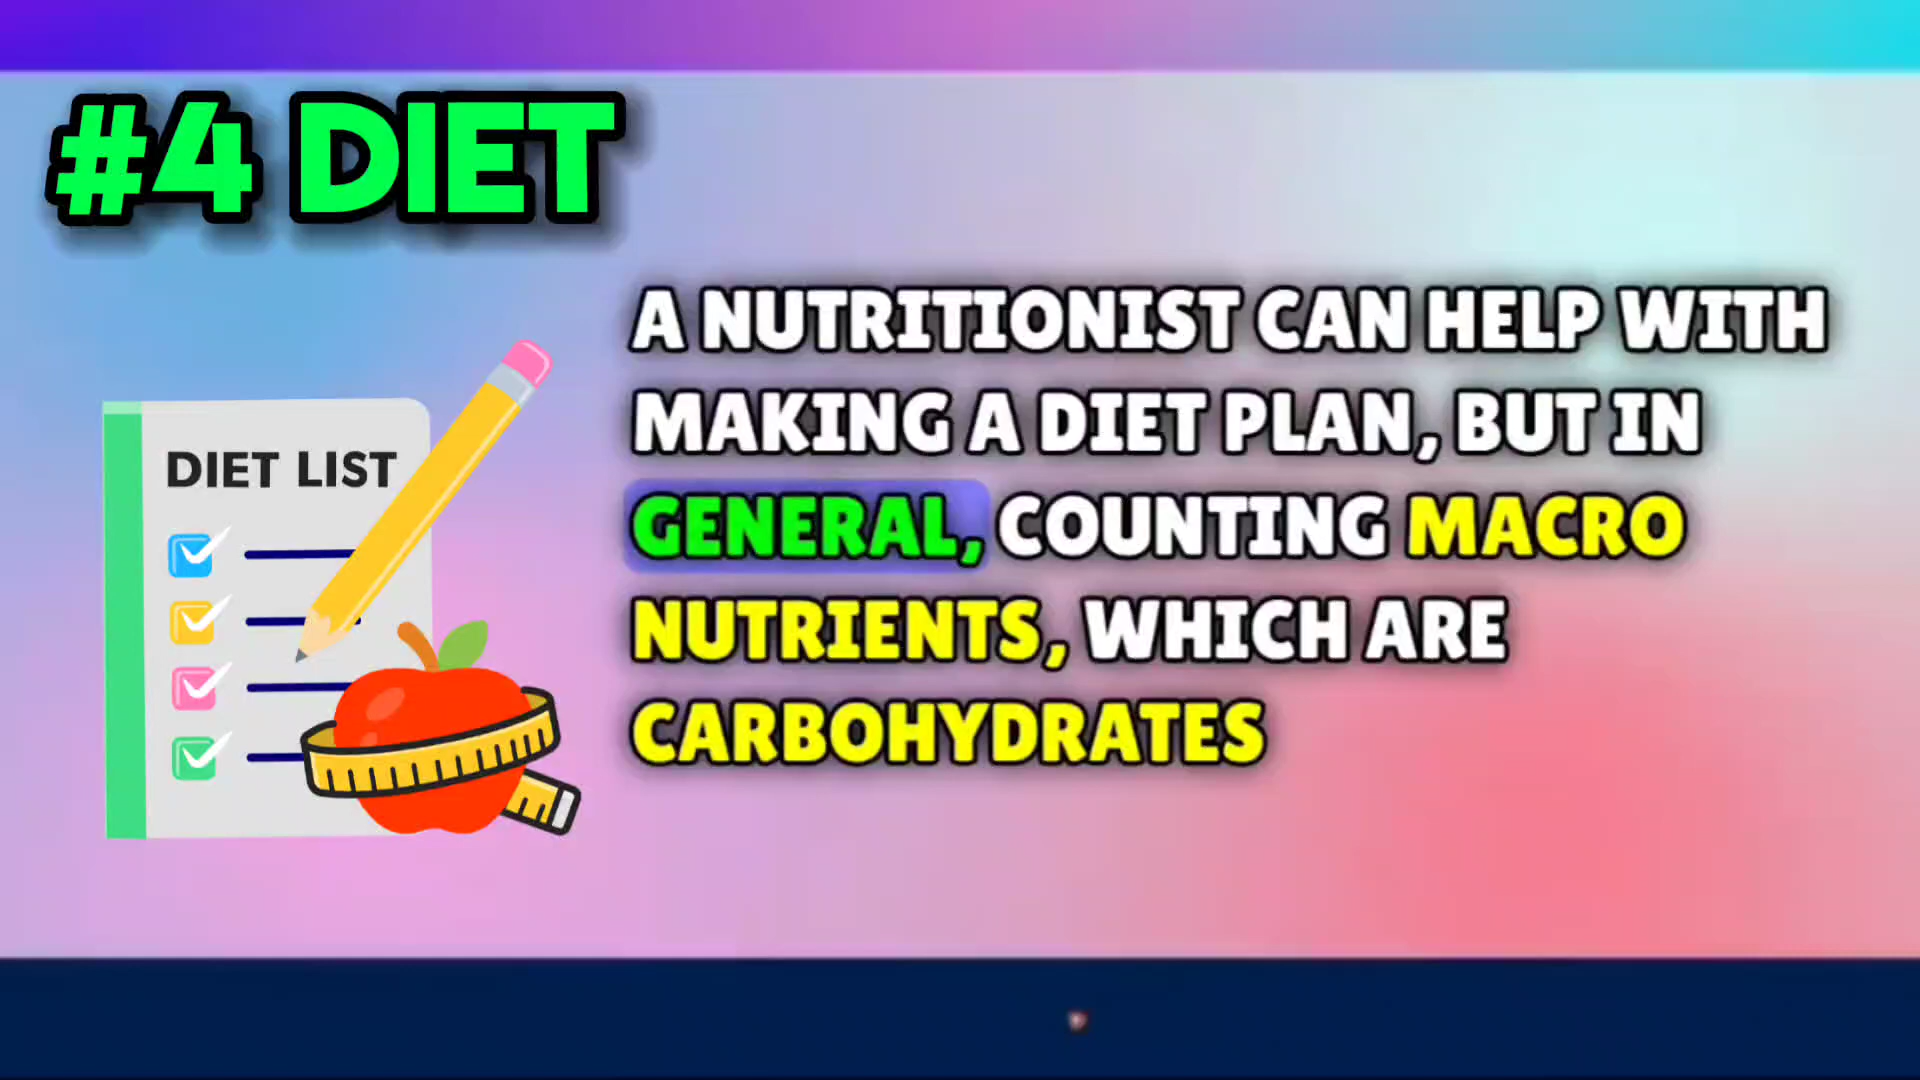 #4 DIET
DIET LIST
A NUTRITIONIST CAN HELP WITH
MAKING A DIET PLAN, BUT IN
GENERAL, COUNTING MACRO
NUTRIENTS, WHICH ARE
CARBOHYDRATES